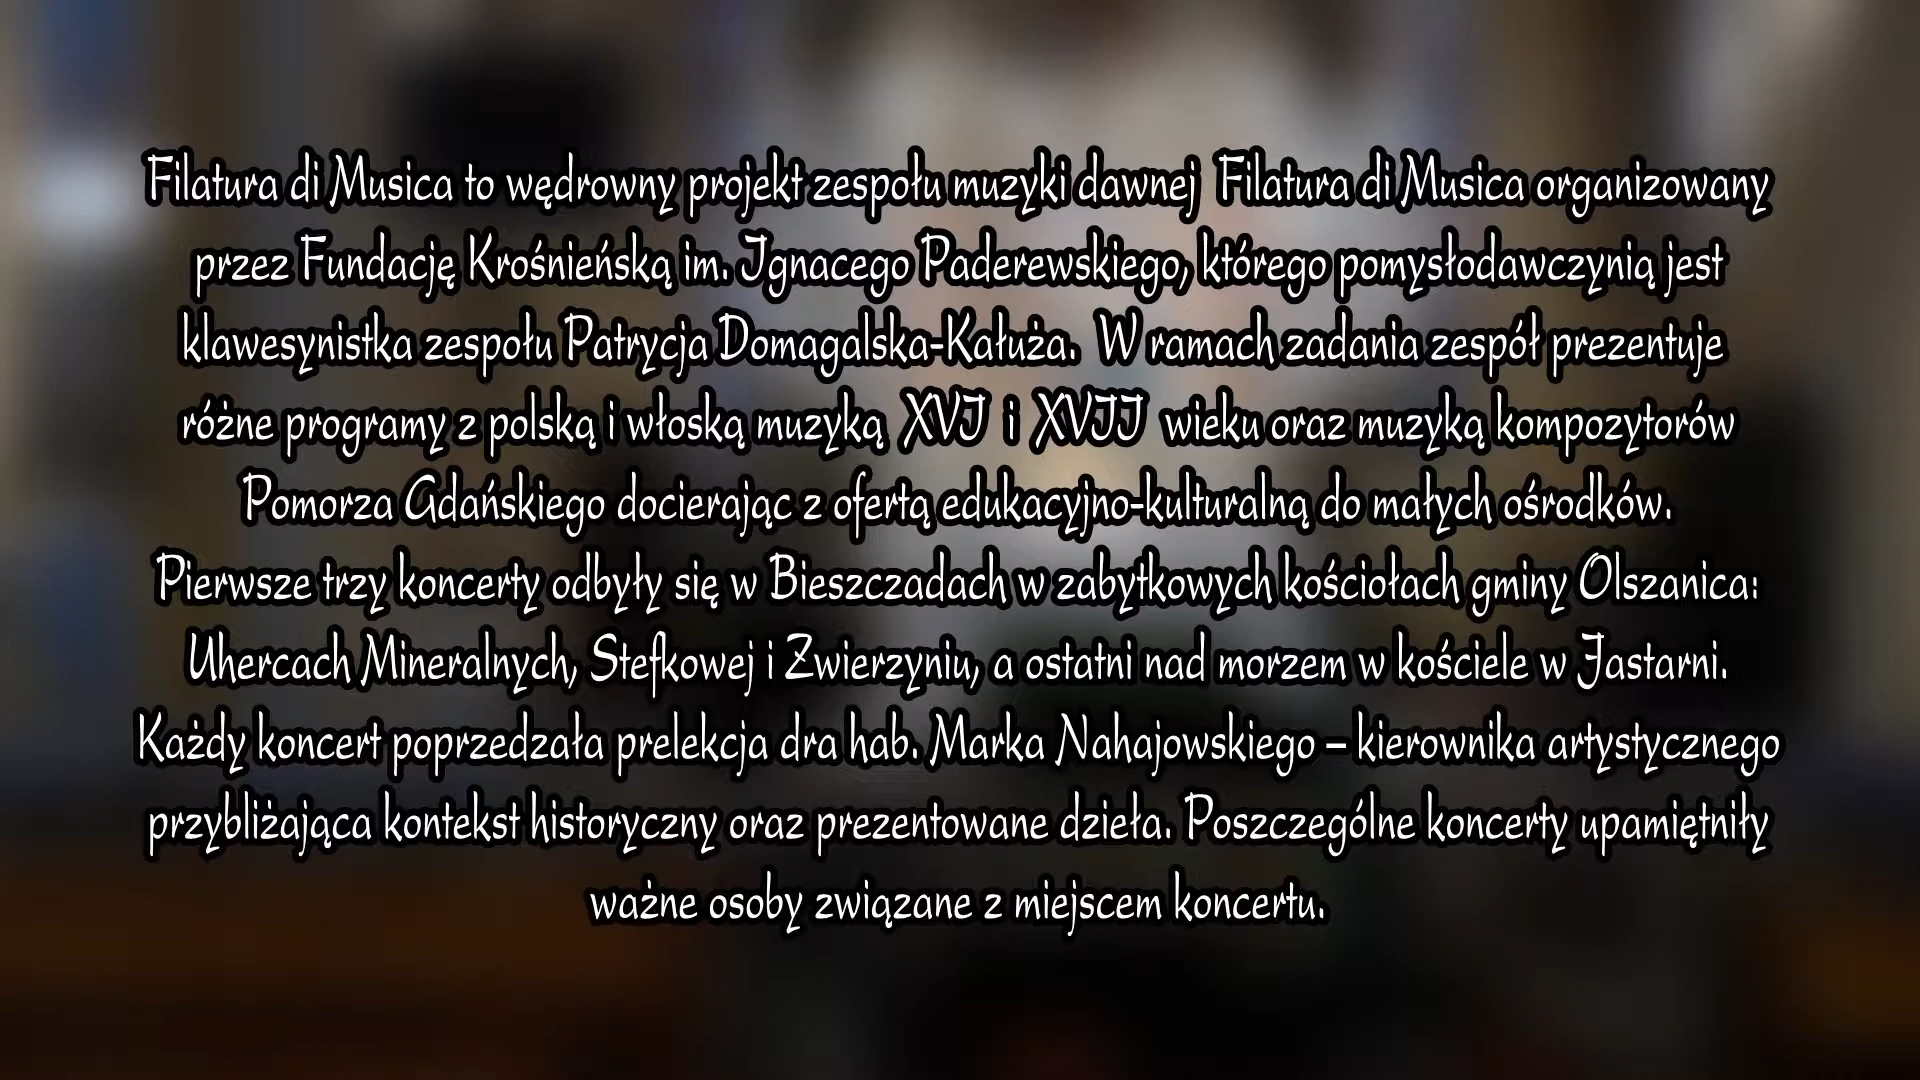 Filatura di Musica to wędrowny projekt zespołu muzyki dawnej Filatura di Musica organizowany
przez Fundację Krośnieńską im. Ignacego Paderewskiego, którego pomysłodawczynią jest
klawesynistka zespołu Patrycja Domagalska-Kałuża. W ramach zadania zespół prezentuje
różne programy z polską i włoską muzyką XVI i XVII wieku oraz muzyką kompozytorów
Pomorza Gdańskiego docierając z ofertą edukacyjno-kulturalną do małych ośrodków.
Pierwsze trzy koncerty odbyły się w Bieszczadach w zabytkowych kościołach gminy Olszanica:
Uhercach Mineralnych, Stefkowej i Zwierzyniu, a ostatni nad morzem w kościele w Jastarni.
Każdy koncert poprzedzała prelekcja dra hab. Marka Nahajowskiego – kierownika artystycznego
przybliżająca kontekst historyczny oraz prezentowane dzieła. Poszczególne koncerty upamiętniły
ważne osoby związane z miejscem koncertu.